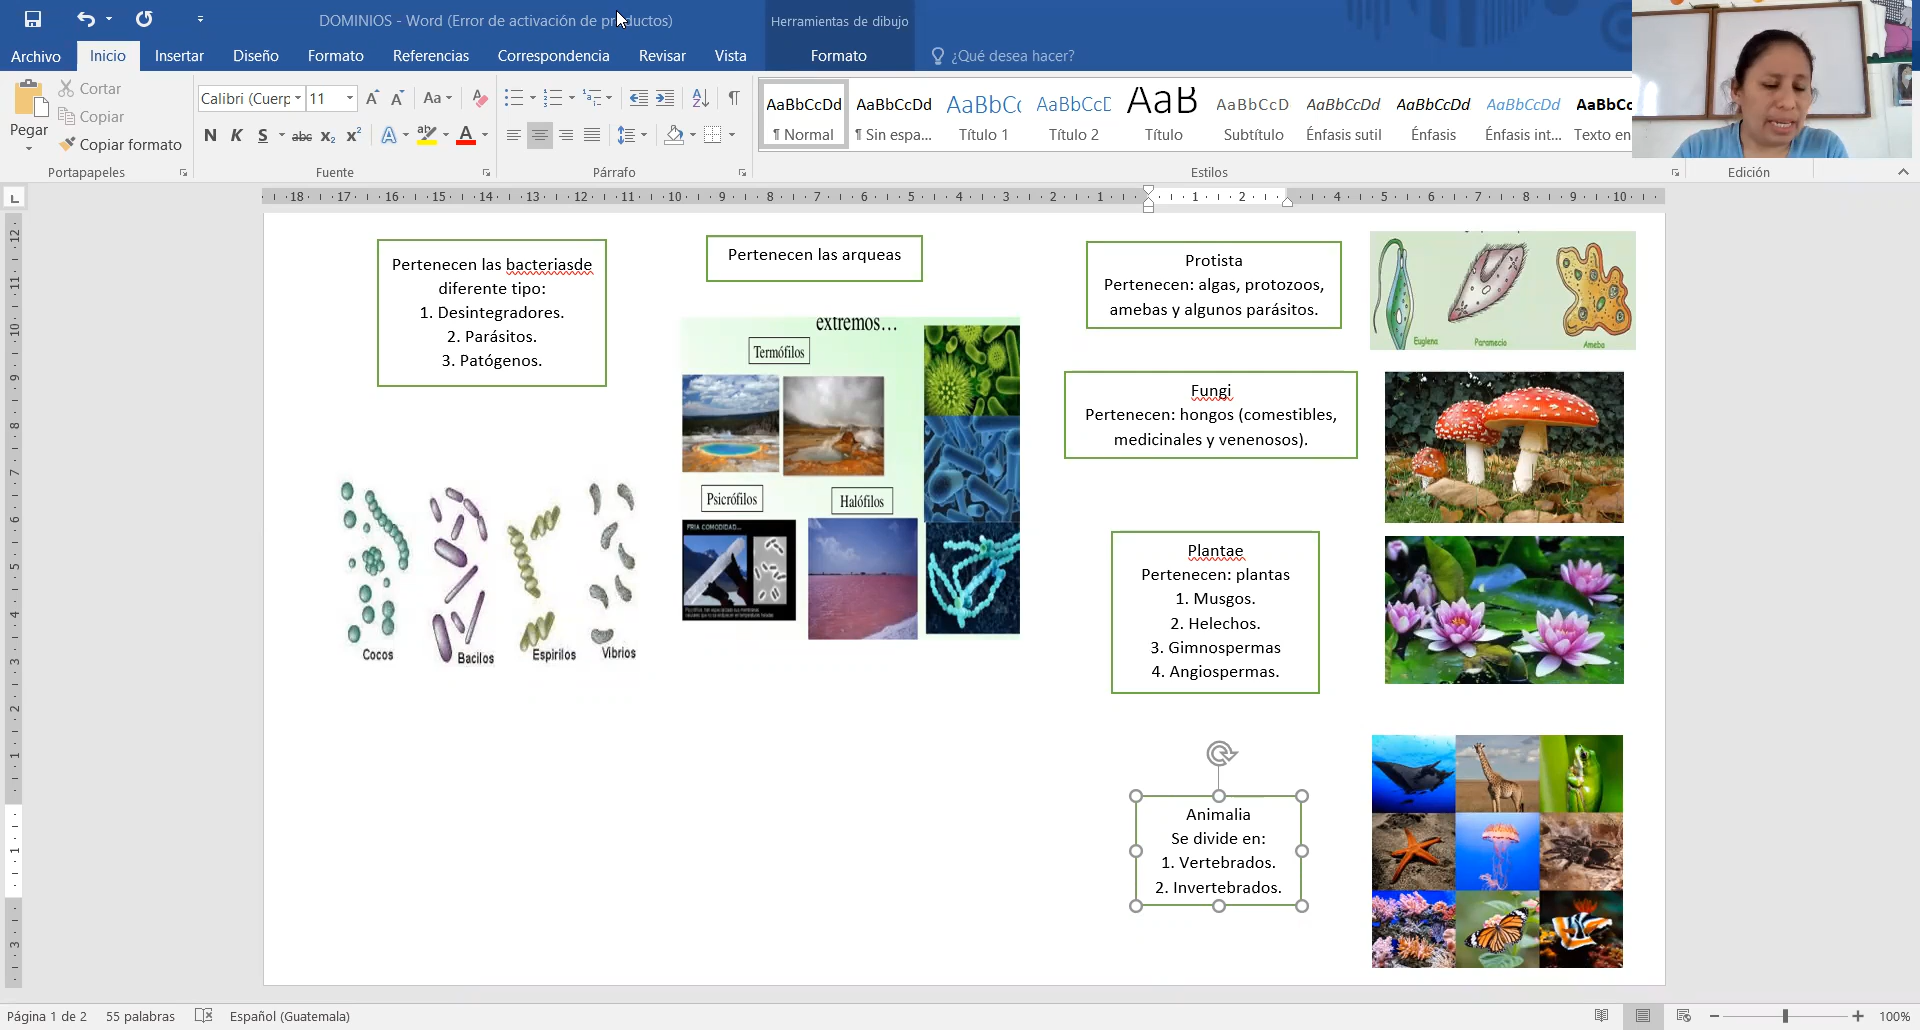 DOMINIOS - Word (Error de activación de productos)
Herramientas de dibujo
Archivo
Inicio
Insertar
Diseño
Formato
Referencias
Correspondencia
Revisar
Vista
Formato
¿Qué desea hacer?
Pegar
Cortar
Copiar
Copiar formato
Portapapeles
Calibri (Cuerp
11
Fuente
Párrafo
AaBbCcDd
¶ Normal
AaBbCcDd
¶ Sin espa...
AaBbC
Título 1
AaBbCcC
Título 2
AaB
Título
AaBbCcD
Subtítulo
AaBbCcDd
Énfasis sutil
AaBbCcDd
Énfasis
AaBbCcDd
Énfasis int...
AaBbCc
Texto en
Estilos
Edición
Pertenecen las bacteriasde
diferente tipo:
1. Desintegradores.
2. Parásitos.
3. Patógenos.
Cocos
Bacilos
Espirilos
Vibrios
Pertenecen las arqueas
extremos...
Termófilos
Psicrófilos
Halófilos
FRIA COMODIDAD...
Protista
Pertenecen: algas, protozoos,
amebas y algunos parásitos.
Euglena
Paramecia
Ameba
Fungi
Pertenecen: hongos (comestibles,
medicinales y venenosos).
Plantae
Pertenecen: plantas
1. Musgos.
2. Helechos.
3. Gimnospermas
4. Angiospermas.
Animalia
Se divide en:
1. Vertebrados.
2. Invertebrados.
Página 1 de 2
55 palabras
Español (Guatemala)
100%